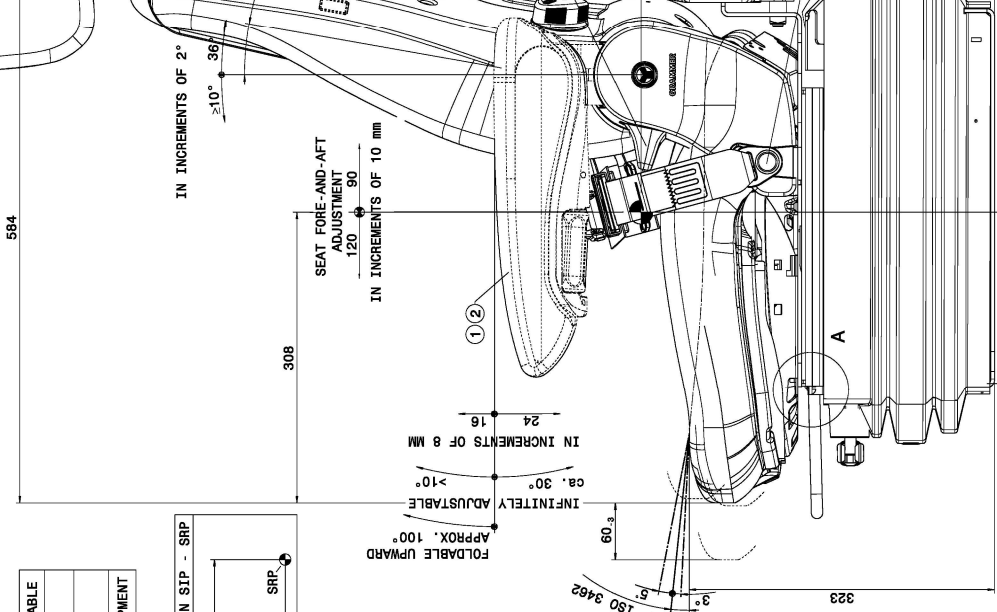 584
IN INCREMENTS OF 2°
36°
≥10°
SEAT FORE-AND-AFT
ADJUSTMENT
120 90
IN INCREMENTS OF 10 mm
GRAMMER
1 2
308
A
16 24
IN INCREMENTS OF 8 MM
>10° ca. 30°
INFINITELY ADJUSTABLE
FOLDABLE UPWARD
APPROX. 100°
60-3
5°
3°
ISO 3462
323
ABLE
PMENT
N SIP - SRP
SRP